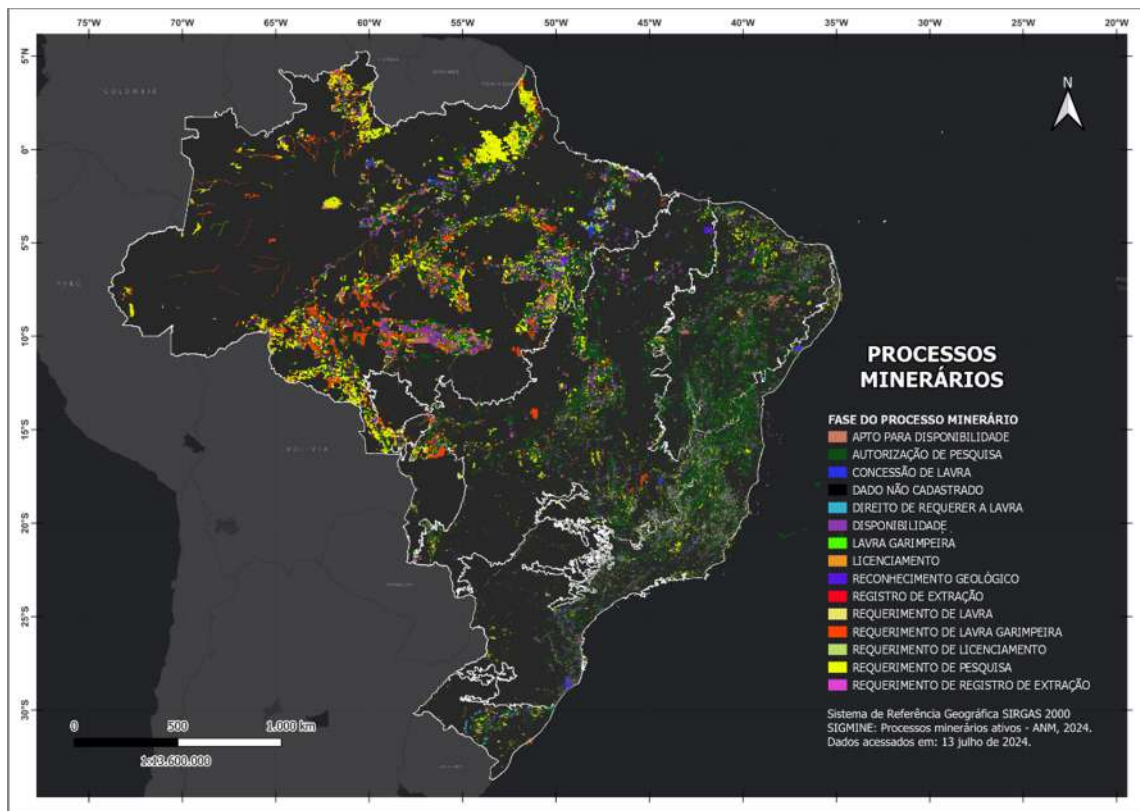 75°W 70°W 65°W 60°W 55°W 50°W 45°W 40°W 35°W 30°W 25°W 20°W
5°N
0°
5°S
10°S
15°S
20°S
25°S
30°S
COLOMBIE
N
PROCESSOS
MINERÁRIOS
FASE DO PROCESSO MINERÁRIO
APTO PARA DISPONIBILIDADE
AUTORIZAÇÃO DE PESQUISA
CONCESSÃO DE LAVRA
DADO NÃO CADASTRADO
DIREITO DE REQUERER A LAVRA
DISPONIBILIDADE
LAVRA GARIMPEIRA
LICENCIAMENTO
RECONHECIMENTO GEOLÓGICO
REGISTRO DE EXTRAÇÃO
REQUERIMENTO DE LAVRA
REQUERIMENTO DE LAVRA GARIMPEIRA
REQUERIMENTO DE LICENCIAMENTO
REQUERIMENTO DE PESQUISA
REQUERIMENTO DE REGISTRO DE EXTRAÇÃO
Sistema de Referência Geográfica SIRGAS 2000
SIGMINE: Processos minerários ativos - ANM, 2024.
Dados acessados em: 13 julho de 2024.
0 500 1.000 km
1:13.600.000